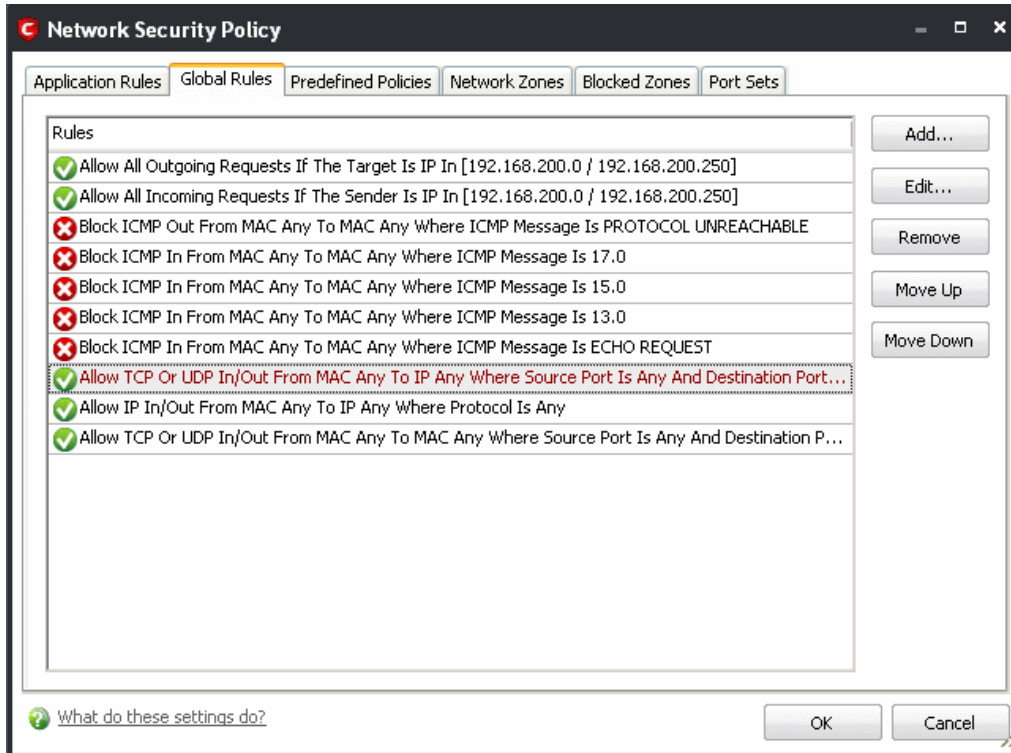 Network Security Policy
Application Rules Global Rules Predefined Policies Network Zones Blocked Zones Port Sets
Rules
Allow All Outgoing Requests If The Target Is IP In [192.168.200.0 / 192.168.200.250]
Allow All Incoming Requests If The Sender Is IP In [192.168.200.0 / 192.168.200.250]
Block ICMP Out From MAC Any To MAC Any Where ICMP Message Is PROTOCOL UNREACHABLE
Block ICMP In From MAC Any To MAC Any Where ICMP Message Is 17.0
Block ICMP In From MAC Any To MAC Any Where ICMP Message Is 15.0
Block ICMP In From MAC Any To MAC Any Where ICMP Message Is 13.0
Block ICMP In From MAC Any To MAC Any Where ICMP Message Is ECHO REQUEST
Allow TCP Or UDP In/Out From MAC Any To IP Any Where Source Port Is Any And Destination Port...
Allow IP In/Out From MAC Any To IP Any Where Protocol Is Any
Allow TCP Or UDP In/Out From MAC Any To MAC Any Where Source Port Is Any And Destination P...
Add...
Edit...
Remove
Move Up
Move Down
What do these settings do?
OK Cancel